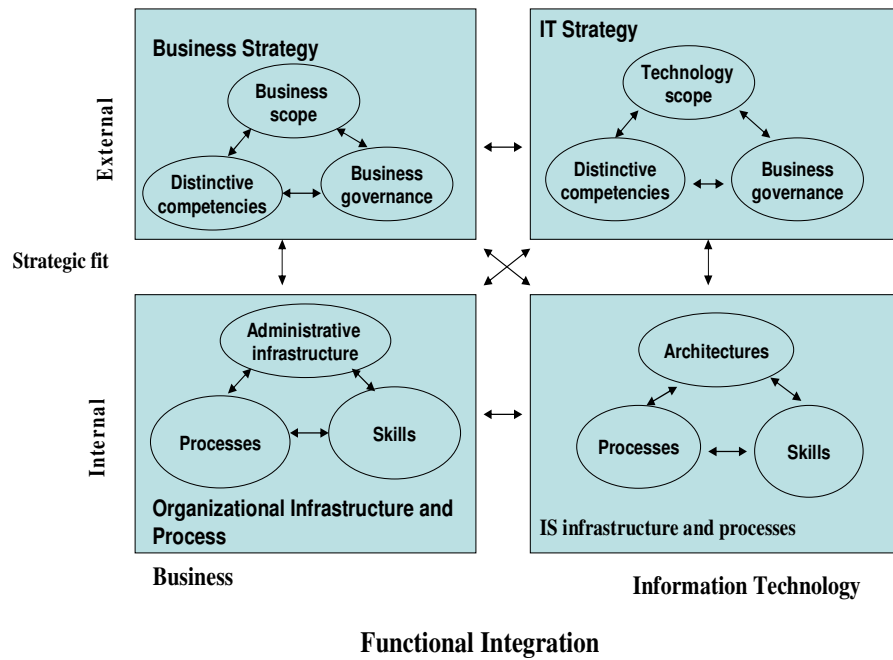 Business Strategy
Business
scope
Distinctive
competencies
Business
governance
IT Strategy
Technology
scope
Distinctive
competencies
Business
governance
External
Strategic fit
Internal
Administrative
infrastructure
Processes
Skills
Organizational Infrastructure and
Process
Architectures
Processes
Skills
IS infrastructure and processes
Business
Information Technology
Functional Integration